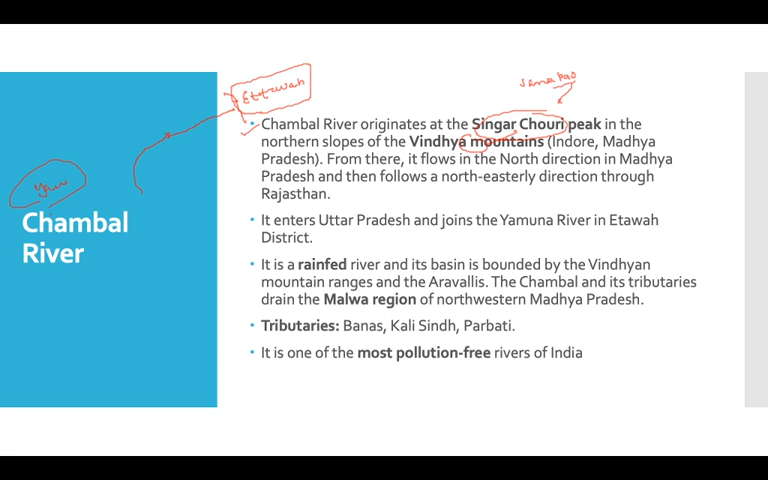 Ettawah
Janapao
Yam
Chambal
River
• Chambal River originates at the Singar Chouri peak in the
northern slopes of the Vindhya mountains (Indore, Madhya
Pradesh). From there, it flows in the North direction in Madhya
Pradesh and then follows a north-easterly direction through
Rajasthan.
• It enters Uttar Pradesh and joins the Yamuna River in Etawah
District.
• It is a rainfed river and its basin is bounded by the Vindhyan
mountain ranges and the Aravallis. The Chambal and its tributaries
drain the Malwa region of northwestern Madhya Pradesh.
• Tributaries: Banas, Kali Sindh, Parbati.
• It is one of the most pollution-free rivers of India